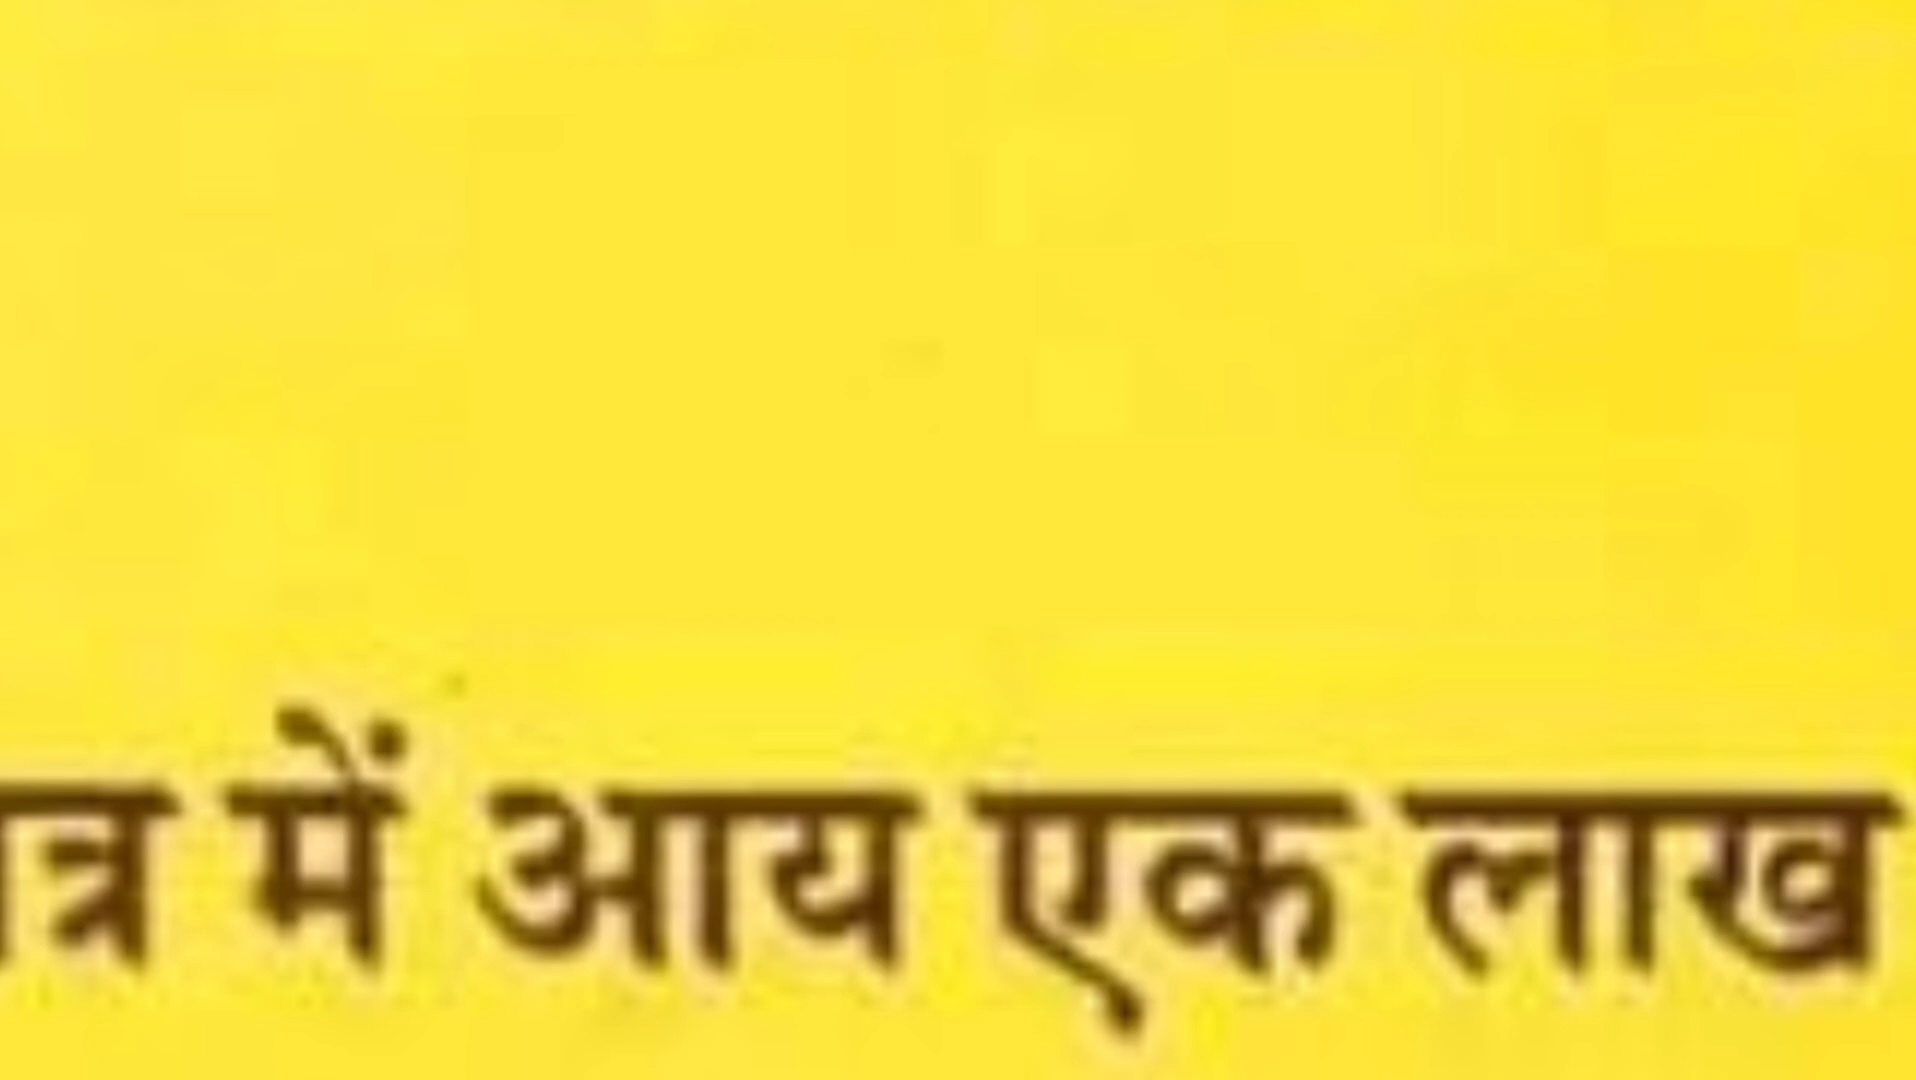 त्र में आय एक लाख